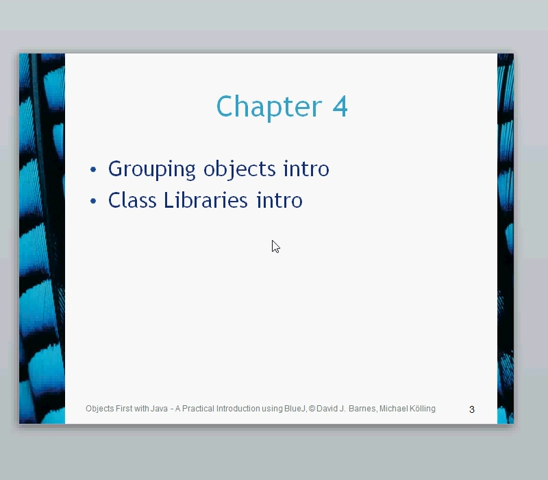 Chapter 4
• Grouping objects intro
• Class Libraries intro
Objects First with Java - A Practical Introduction using BlueJ, © David J. Barnes, Michael Kölling
3